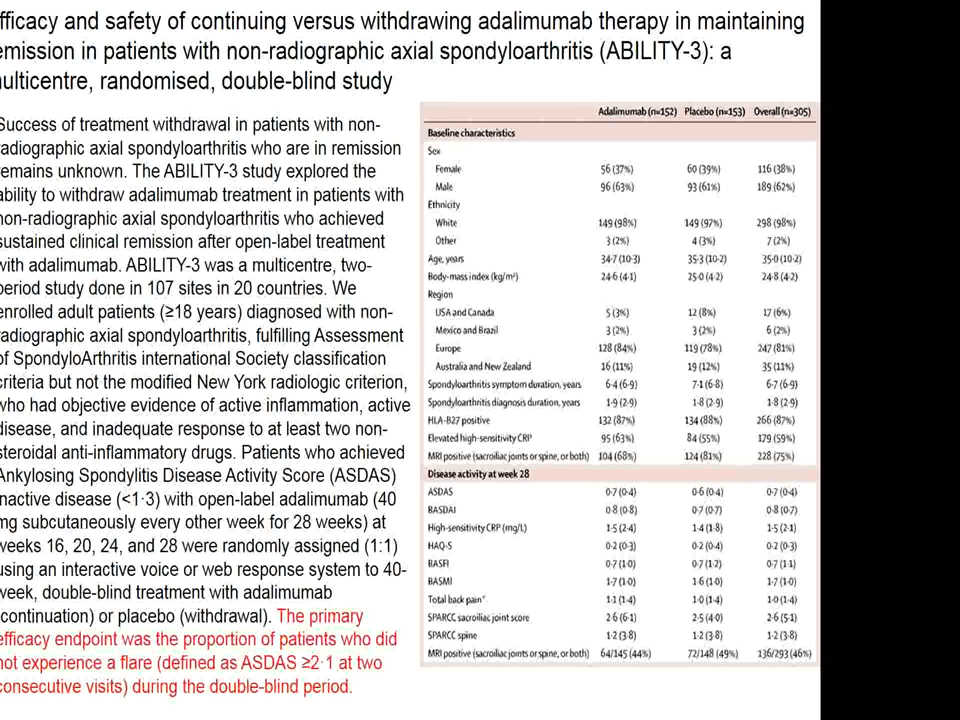 fficacy and safety of continuing versus withdrawing adalimumab therapy in maintaining
emission in patients with non-radiographic axial spondyloarthritis (ABILITY-3): a
nulticentre, randomised, double-blind study
Success of treatment withdrawal in patients with non-
radiographic axial spondyloarthritis who are in remission
remains unknown. The ABILITY-3 study explored the
ability to withdraw adalimumab treatment in patients with
non-radiographic axial spondyloarthritis who achieved
sustained clinical remission after open-label treatment
with adalimumab. ABILITY-3 was a multicentre, two-
period study done in 107 sites in 20 countries. We
enrolled adult patients (≥18 years) diagnosed with non-
radiographic axial spondyloarthritis, fulfilling Assessment
of SpondyloArthritis international Society classification
criteria but not the modified New York radiologic criterion,
who had objective evidence of active inflammation, active
disease, and inadequate response to at least two non-
steroidal anti-inflammatory drugs. Patients who achieved
Ankylosing Spondylitis Disease Activity Score (ASDAS)
inactive disease (<1·3) with open-label adalimumab (40
mg subcutaneously every other week for 28 weeks) at
weeks 16, 20, 24, and 28 were randomly assigned (1:1)
using an interactive voice or web response system to 40-
week, double-blind treatment with adalimumab
(continuation) or placebo (withdrawal). The primary
efficacy endpoint was the proportion of patients who did
not experience a flare (defined as ASDAS ≥2·1 at two
consecutive visits) during the double-blind period.
Adalimumab (n=152) Placebo (n=153) Overall (n=305)
Baseline characteristics
Sex
Female 56 (37%) 60 (39%) 116 (38%)
Male 96 (63%) 93 (61%) 189 (62%)
Ethnicity
White 149 (98%) 149 (97%) 298 (98%)
Other 3 (2%) 4 (3%) 7 (2%)
Age, years 34·7 (10·3) 35·3 (10·2) 35·0 (10·2)
Body-mass index (kg/m²) 24·6 (4·1) 25·0 (4·2) 24·8 (4·2)
Region
USA and Canada 5 (3%) 12 (8%) 17 (6%)
Mexico and Brazil 3 (2%) 3 (2%) 6 (2%)
Europe 128 (84%) 119 (78%) 247 (81%)
Australia and New Zealand 16 (11%) 19 (12%) 35 (11%)
Spondyloarthritis symptom duration, years 6·4 (6·9) 7·1 (6·8) 6·7 (6·9)
Spondyloarthritis diagnosis duration, years 1·9 (2·9) 1·8 (2·9) 1·8 (2·9)
HLA-B27 positive 132 (87%) 134 (88%) 266 (87%)
Elevated high-sensitivity CRP 95 (63%) 84 (55%) 179 (59%)
MRI positive (sacroiliac joints or spine, or both) 104 (68%) 124 (81%) 228 (75%)
Disease activity at week 28
ASDAS 0·7 (0·4) 0·6 (0·4) 0·7 (0·4)
BASDAI 0·8 (0·8) 0·7 (0·7) 0·8 (0·7)
High-sensitivity CRP (mg/L) 1·5 (2·4) 1·4 (1·8) 1·5 (2·1)
HAQ-S 0·2 (0·3) 0·2 (0·4) 0·2 (0·3)
BASFI 0·7 (1·0) 0·7 (1·2) 0·7 (1·1)
BASMI 1·7 (1·0) 1·6 (1·0) 1·7 (1·0)
Total back pain* 1·1 (1·4) 1·0 (1·4) 1·0 (1·4)
SPARCC sacroiliac joint score 2·6 (6·1) 2·5 (4·0) 2·6 (5·1)
SPARCC spine 1·2 (3·8) 1·2 (3·8) 1·2 (3·8)
MRI positive (sacroiliac joints or spine, or both) 64/145 (44%) 72/148 (49%) 136/293 (46%)